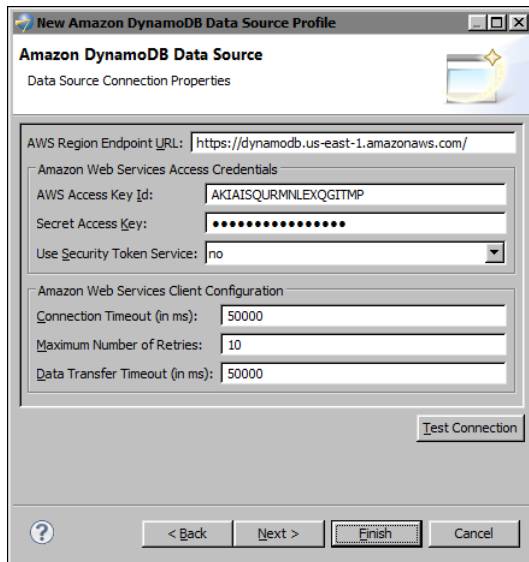 New Amazon DynamoDB Data Source Profile
Amazon DynamoDB Data Source
Data Source Connection Properties
AWS Region Endpoint URL: https://dynamodb.us-east-1.amazonaws.com/
Amazon Web Services Access Credentials
AWS Access Key Id: AKIAISQURMNLEXQGITMP
Secret Access Key: ●●●●●●●●●●●●●●●●
Use Security Token Service: no
Amazon Web Services Client Configuration
Connection Timeout (in ms): 50000
Maximum Number of Retries: 10
Data Transfer Timeout (in ms): 50000
Test Connection
? < Back Next > Finish Cancel